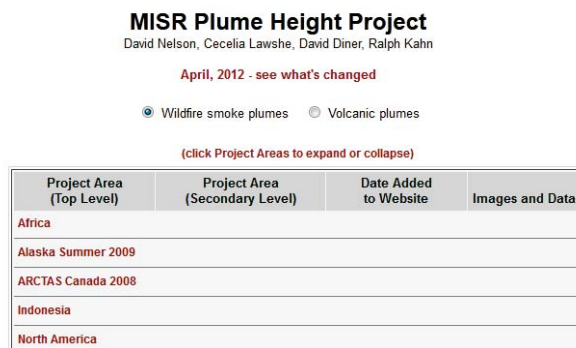 MISR Plume Height Project
David Nelson, Cecelia Lawshe, David Diner, Ralph Kahn
April, 2012 - see what's changed
Wildfire smoke plumes Volcanic plumes
(click Project Areas to expand or collapse)
Project Area Project Area Date Added
(Top Level) (Secondary Level) to Website Images and Data
Africa
Alaska Summer 2009
ARCTAS Canada 2008
Indonesia
North America